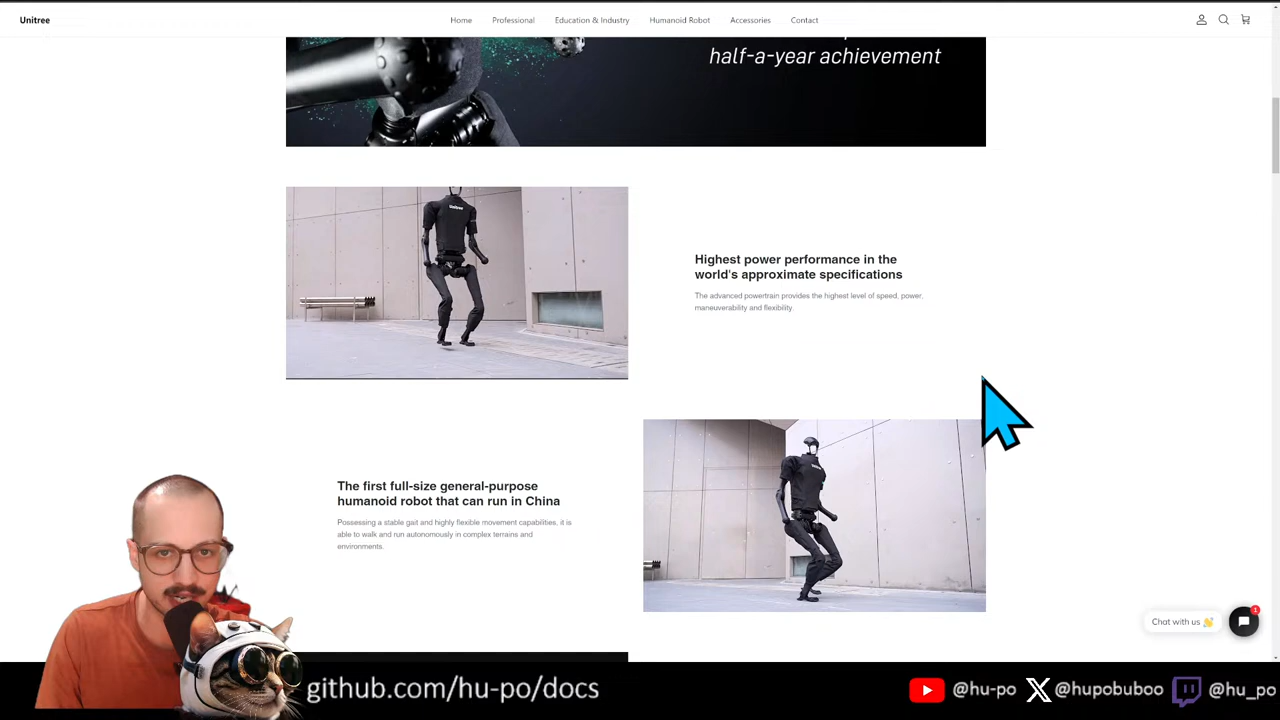 Unitree
Home Professional Education & Industry Humanoid Robot Accessories Contact
half-a-year achievement
Unitree
Highest power performance in the
world's approximate specifications
The advanced powertrain provides the highest level of speed, power,
maneuverability and flexibility
The first full-size general-purpose
humanoid robot that can run in China
Possessing a stable gait and highly flexible movement capabilities, it is
able to walk and run autonomously in complex terrains and
environments.
Chat with us 👋
1
github.com/hu-po/docs
@hu-po @hupobuboo @hu_po